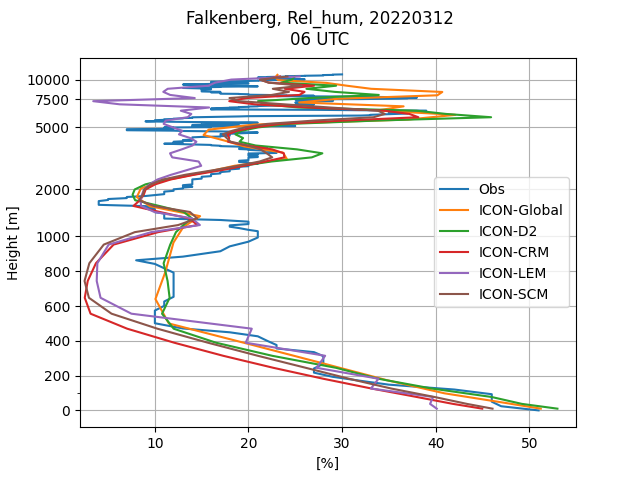 Falkenberg, Rel_hum, 20220312
06 UTC
Height [m]
10000
7500
5000
2000
1000
800
600
400
200
0
Obs
ICON-Global
ICON-D2
ICON-CRM
ICON-LEM
ICON-SCM
10
20
30
40
50
[%]